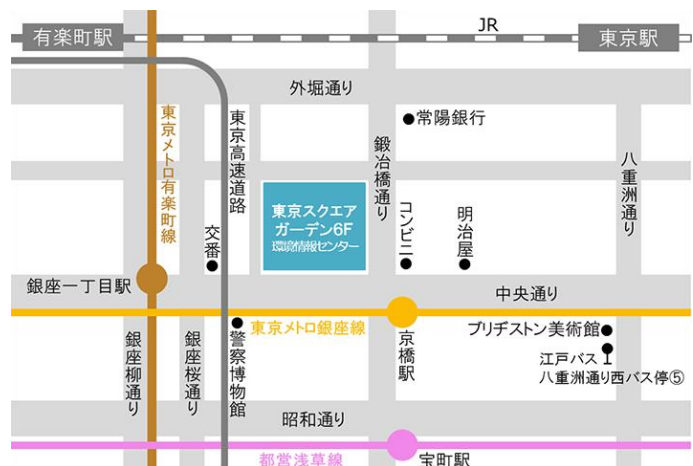 JR
有楽町駅
東京駅
外堀通り
常陽銀行
東京メトロ有楽町線
東京高速道路
鍛冶橋通り
八重洲通り
東京スクエア
ガーデン6F
環境情報センター
交番
コンビニ
明治屋
銀座一丁目駅
中央通り
東京メトロ銀座線
ブリヂストン美術館
江戸バス
八重洲通り西バス停⑤
銀座柳通り
銀座桜通り
警察博物館
京橋駅
昭和通り
都営浅草線
宝町駅